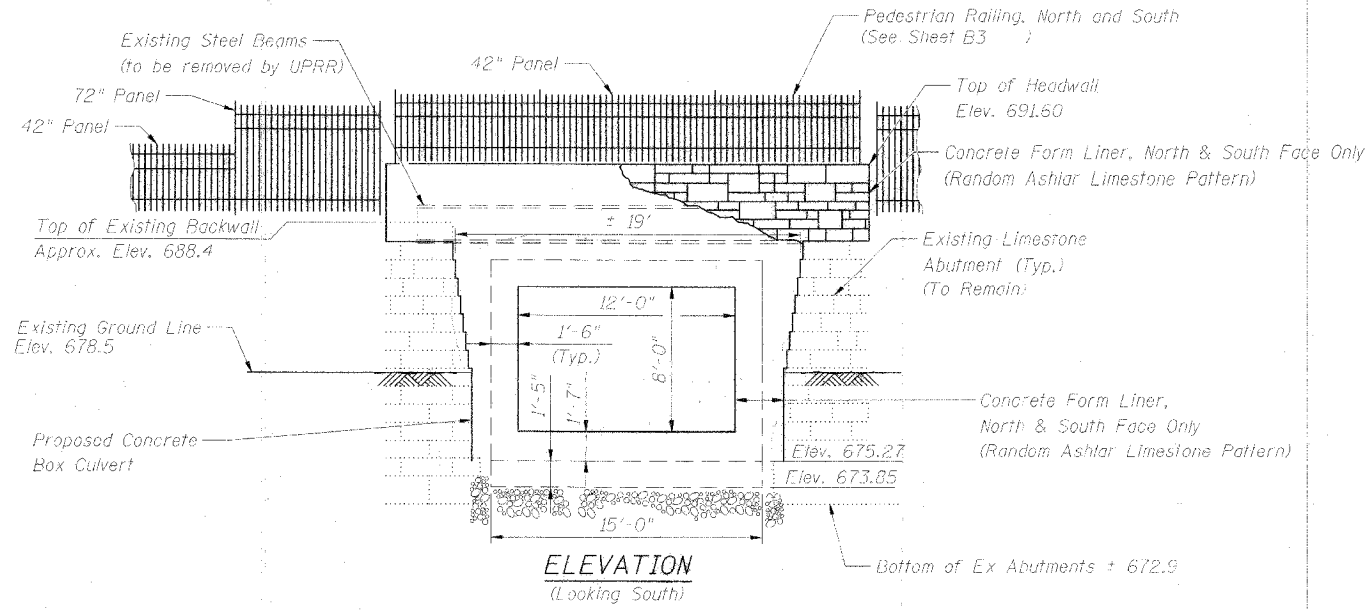 Pedestrian Railing, North and South
(See Sheet B3 )
Existing Steel Beams
(to be removed by UPRR)
42" Panel
72" Panel
42" Panel
Top of Headwall
Elev. 691.60
Concrete Form Liner, North & South Face Only
(Random Ashlar Limestone Pattern)
± 19'
Top of Existing Backwall
Approx. Elev. 688.4
Existing Limestone
Abutment (Typ.)
(To Remain)
12'-0"
Existing Ground Line
Elev. 678.5
1'-6"
(Typ.)
8'-0"
1'-5"
1'-7"
Concrete Form Liner,
North & South Face Only
(Random Ashlar Limestone Pattern)
Proposed Concrete
Box Culvert
Elev. 675.27
Elev. 673.85
15'-0"
ELEVATION
(Looking South)
Bottom of Ex Abutments ± 672.9